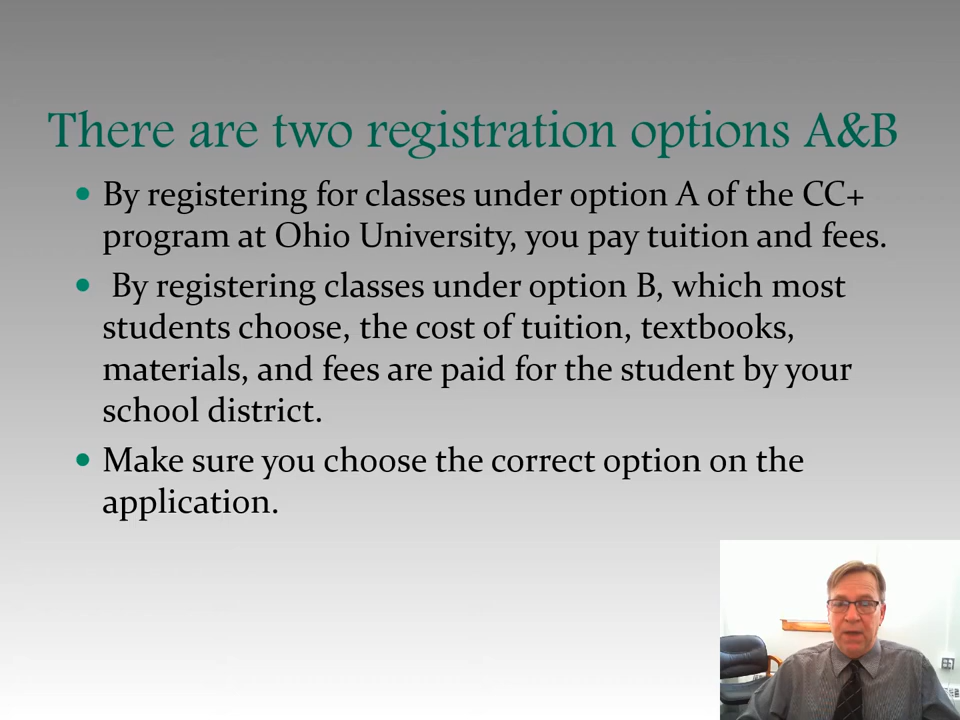 There are two registration options A&B
By registering for classes under option A of the CC+
program at Ohio University, you pay tuition and fees.
By registering classes under option B, which most
students choose, the cost of tuition, textbooks,
materials, and fees are paid for the student by your
school district.
Make sure you choose the correct option on the
application.